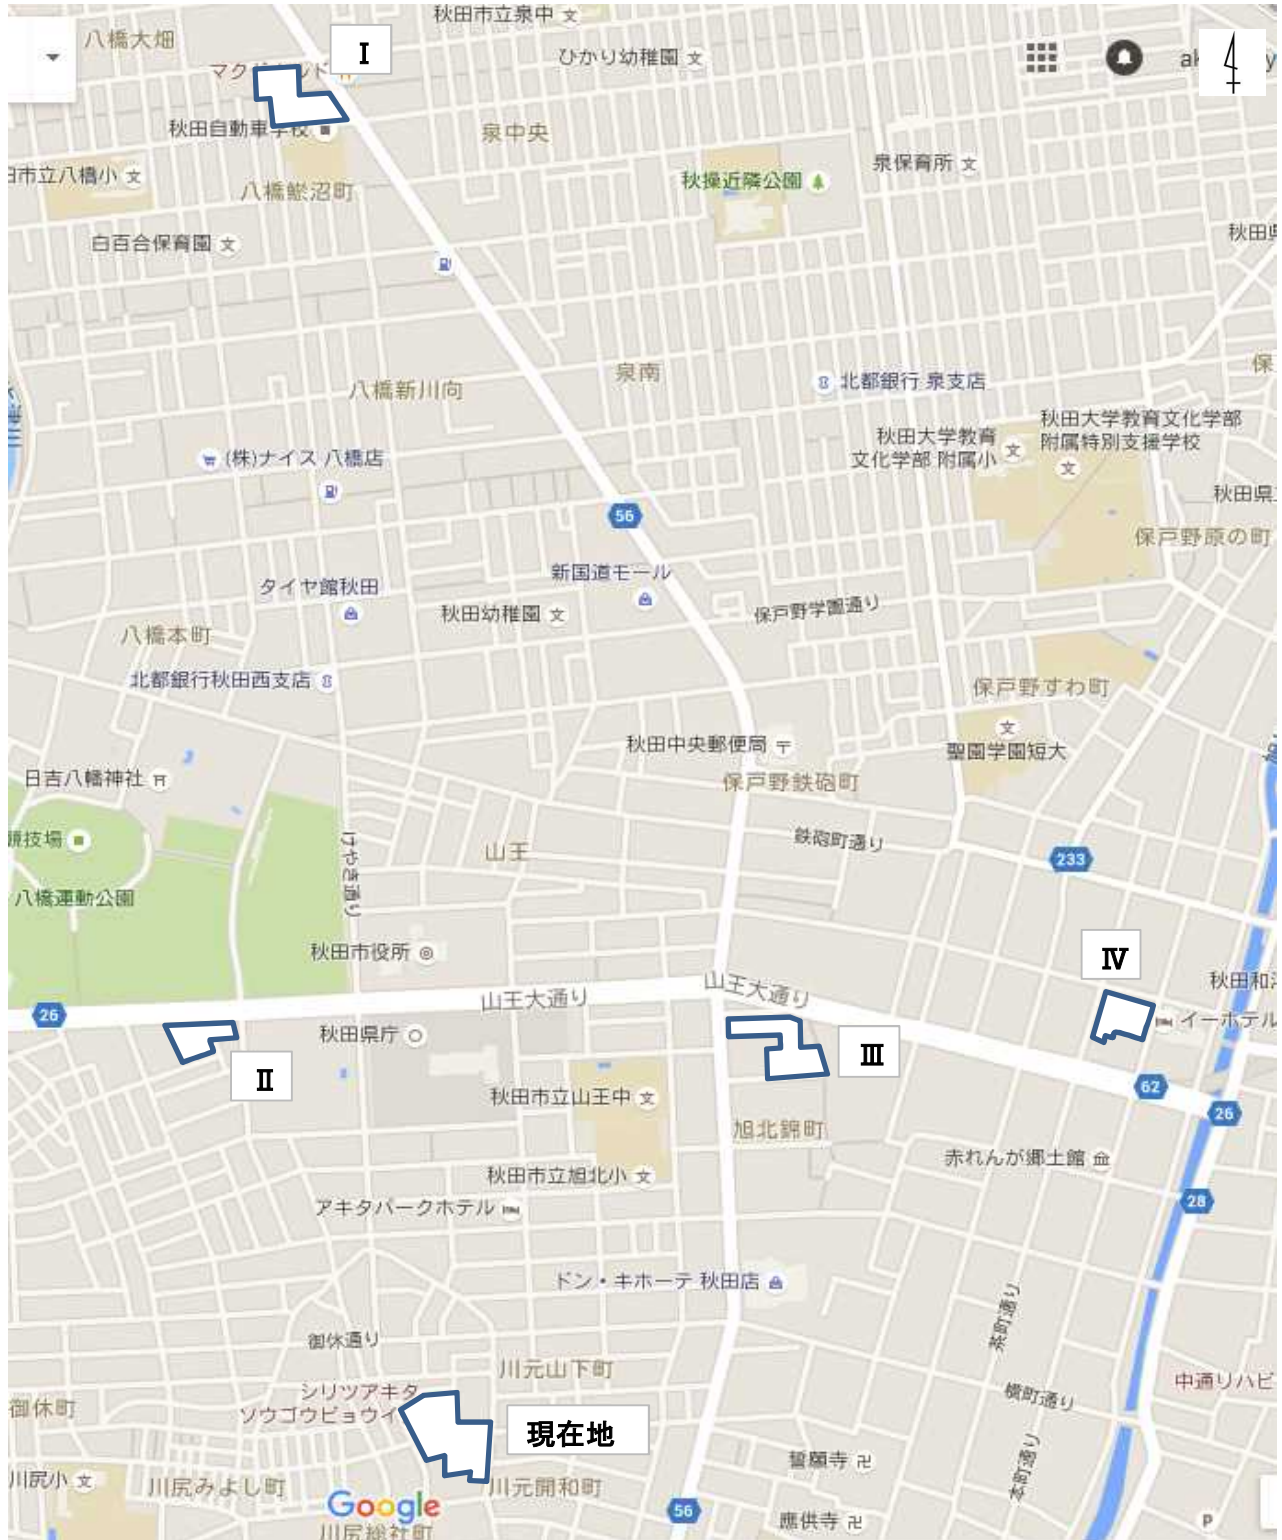 秋田市立泉中
八橋大畑
Ⅰ
ひかり幼稚園
秋田自動車学校
泉中央
泉保育所
市立八橋小
秋操近隣公園
八橋鯲沼町
白百合保育園
泉南
北都銀行 泉支店
八橋新川向
秋田大学教育
文化学部 附属小
秋田大学教育文化学部
附属特別支援学校
(株)ナイス 八橋店
56
保戸野原の町
新国道モール
タイヤ館秋田
秋田幼稚園
保戸野学園通り
八橋本町
北都銀行秋田西支店
保戸野すわ町
秋田中央郵便局
聖園学園短大
日吉八幡神社
保戸野鉄砲町
競技場
けやき通り
山王
鉄砲町通り
233
八橋運動公園
秋田市役所
Ⅳ
山王大通り
山王大通り
26
イーホテル
秋田県庁
Ⅲ
Ⅱ
62
秋田市立山王中
26
旭北錦町
赤れんが郷土館
秋田市立旭北小
28
アキタパークホテル
ドン・キホーテ 秋田店
茶町通り
御休通り
川元山下町
シリツアキタ
ソウゴウビョウイ
御休町
横町通り
中通りハビ
現在地
本町通り
誓願寺
川尻小
川尻みよし町
川元開和町
Google
56
應供寺
川尻総社町
P